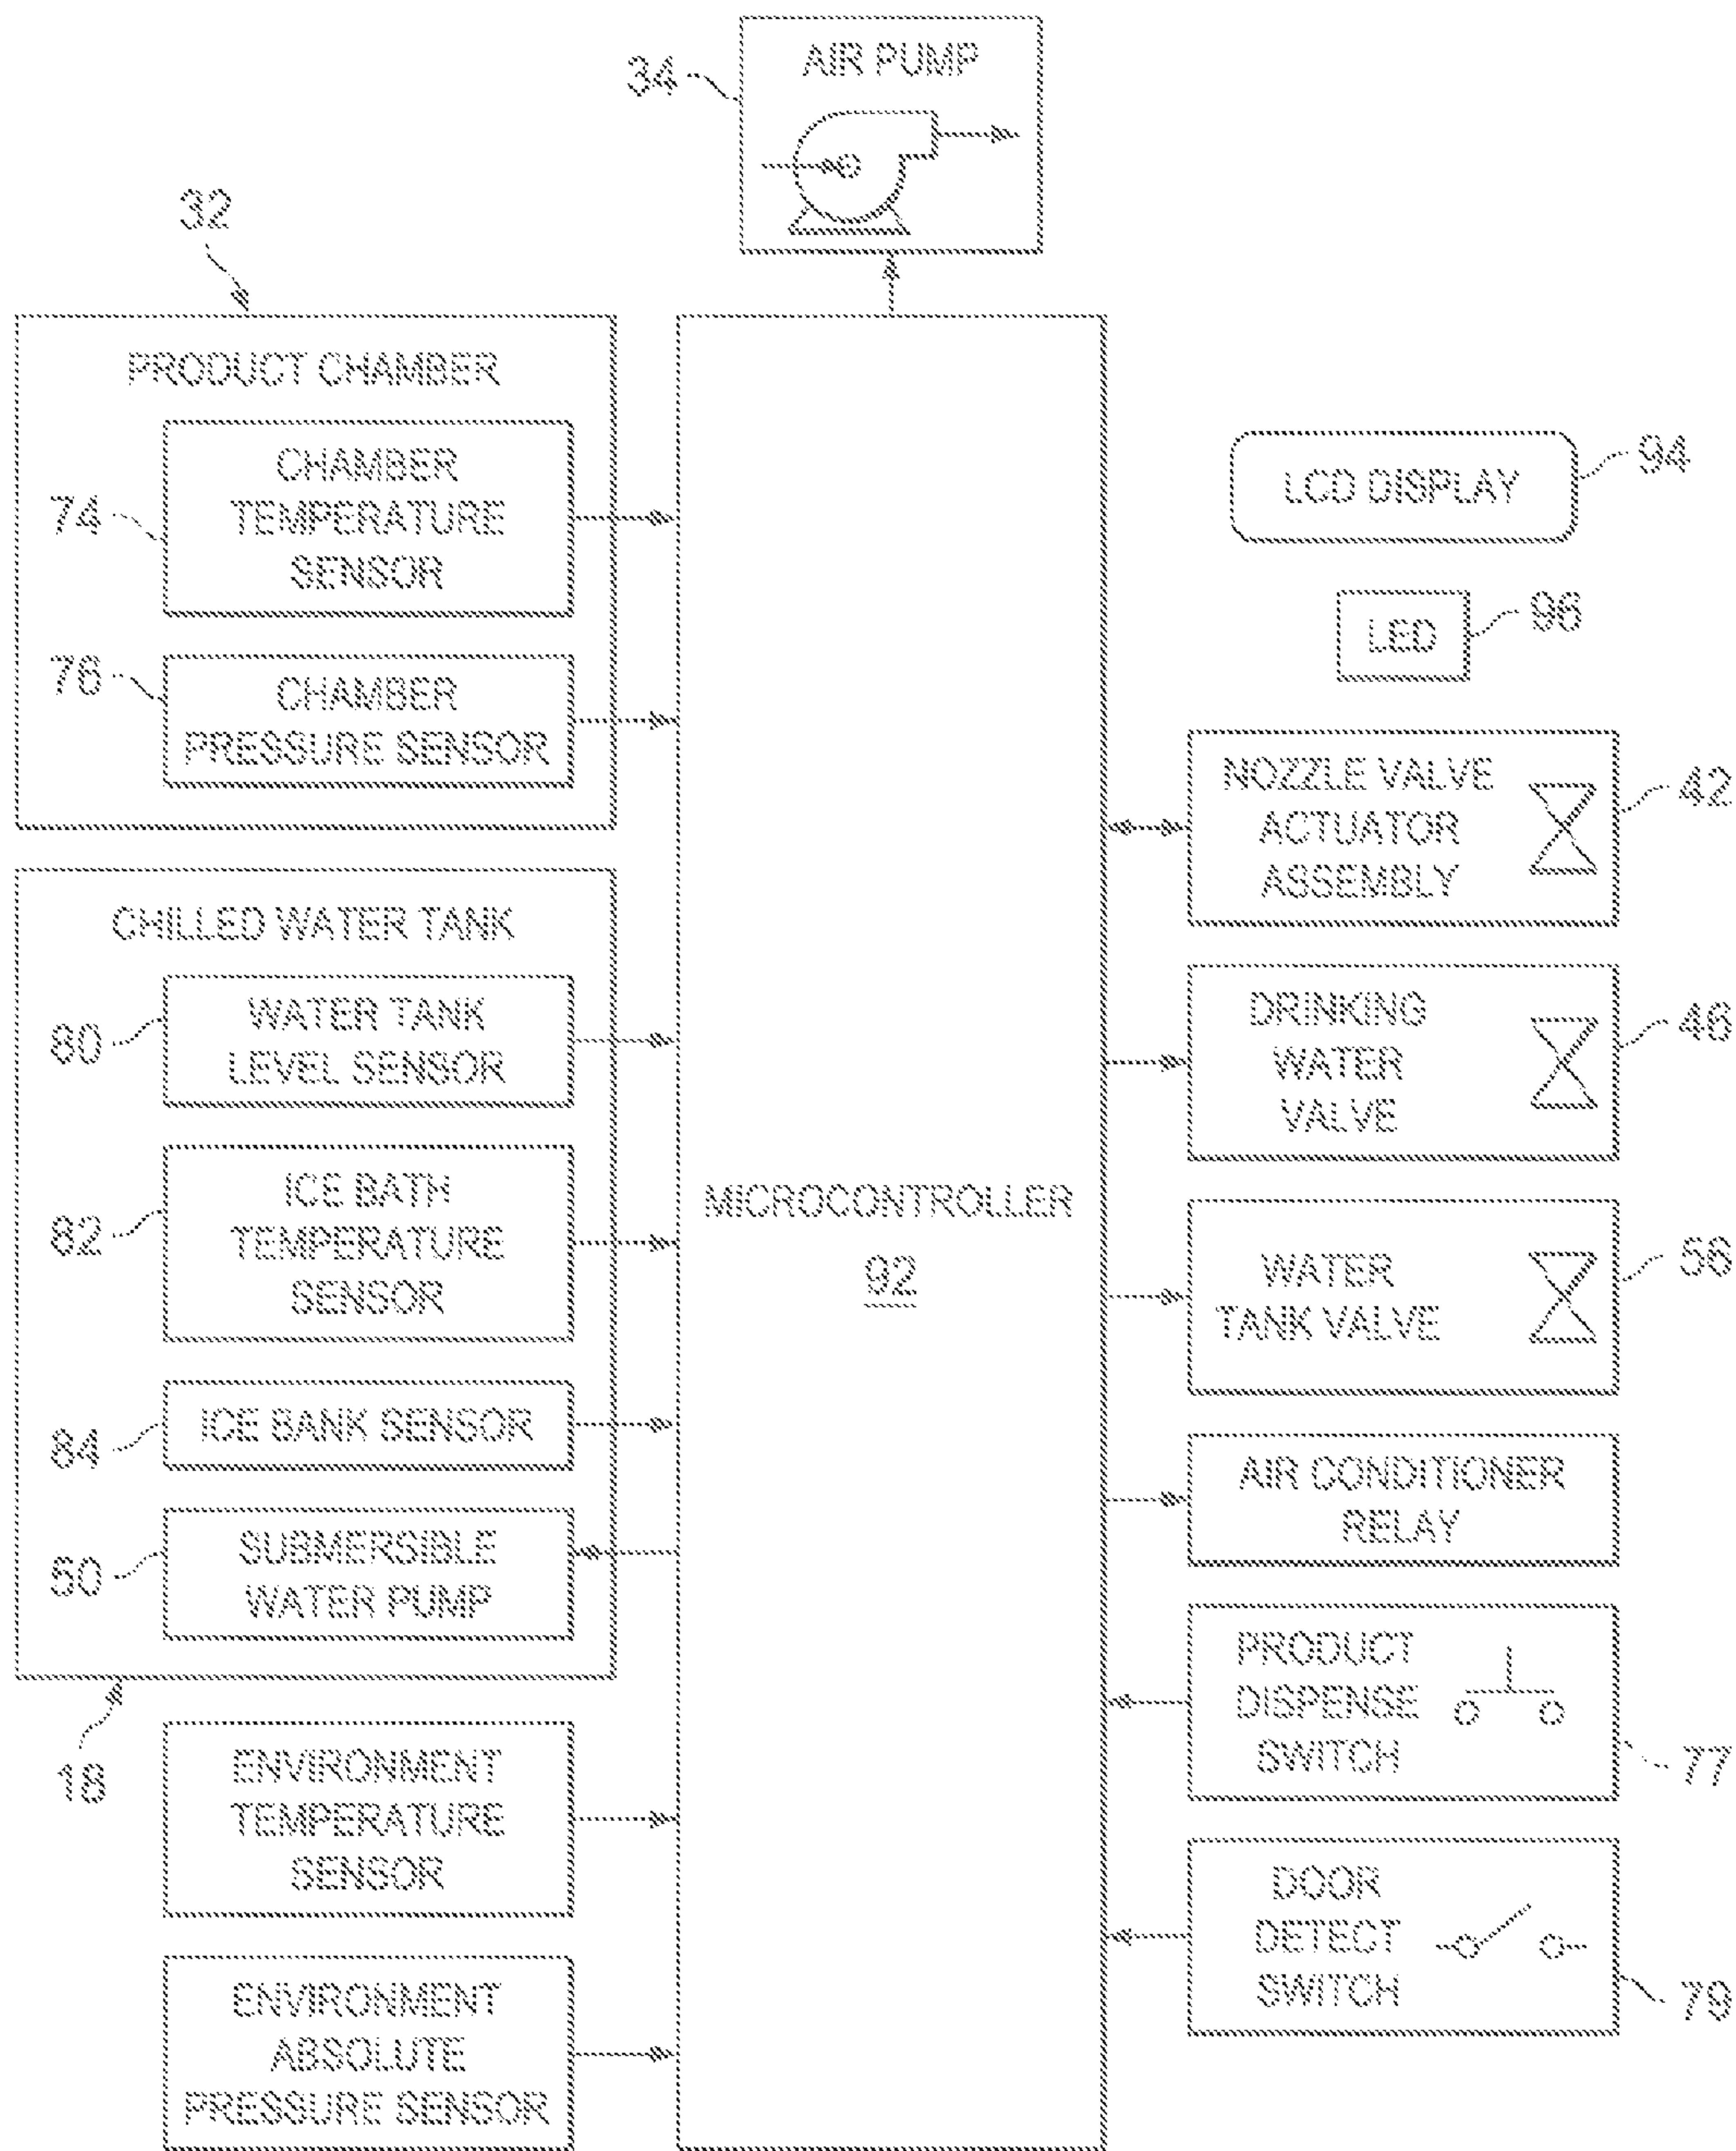 AIR PUMP
34
32
PRODUCT CHAMBER
74
CHAMBER
TEMPERATURE
SENSOR
76
CHAMBER
PRESSURE SENSOR
CHILLED WATER TANK
80
WATER TANK
LEVEL SENSOR
82
ICE BATH
TEMPERATURE
SENSOR
84
ICE BANK SENSOR
60
SUBMERSIBLE
WATER PUMP
18
ENVIRONMENT
TEMPERATURE
SENSOR
ENVIRONMENT
ABSOLUTE
PRESSURE SENSOR
MICROCONTROLLER
92
LCD DISPLAY
94
LED
96
NOZZLE VALVE
ACTUATOR
ASSEMBLY
42
DRINKING
WATER
VALVE
46
WATER
TANK VALVE
56
AIR CONDITIONER
RELAY
PRODUCT
DISPENSE
SWITCH
77
DOOR
DETECT
SWITCH
79